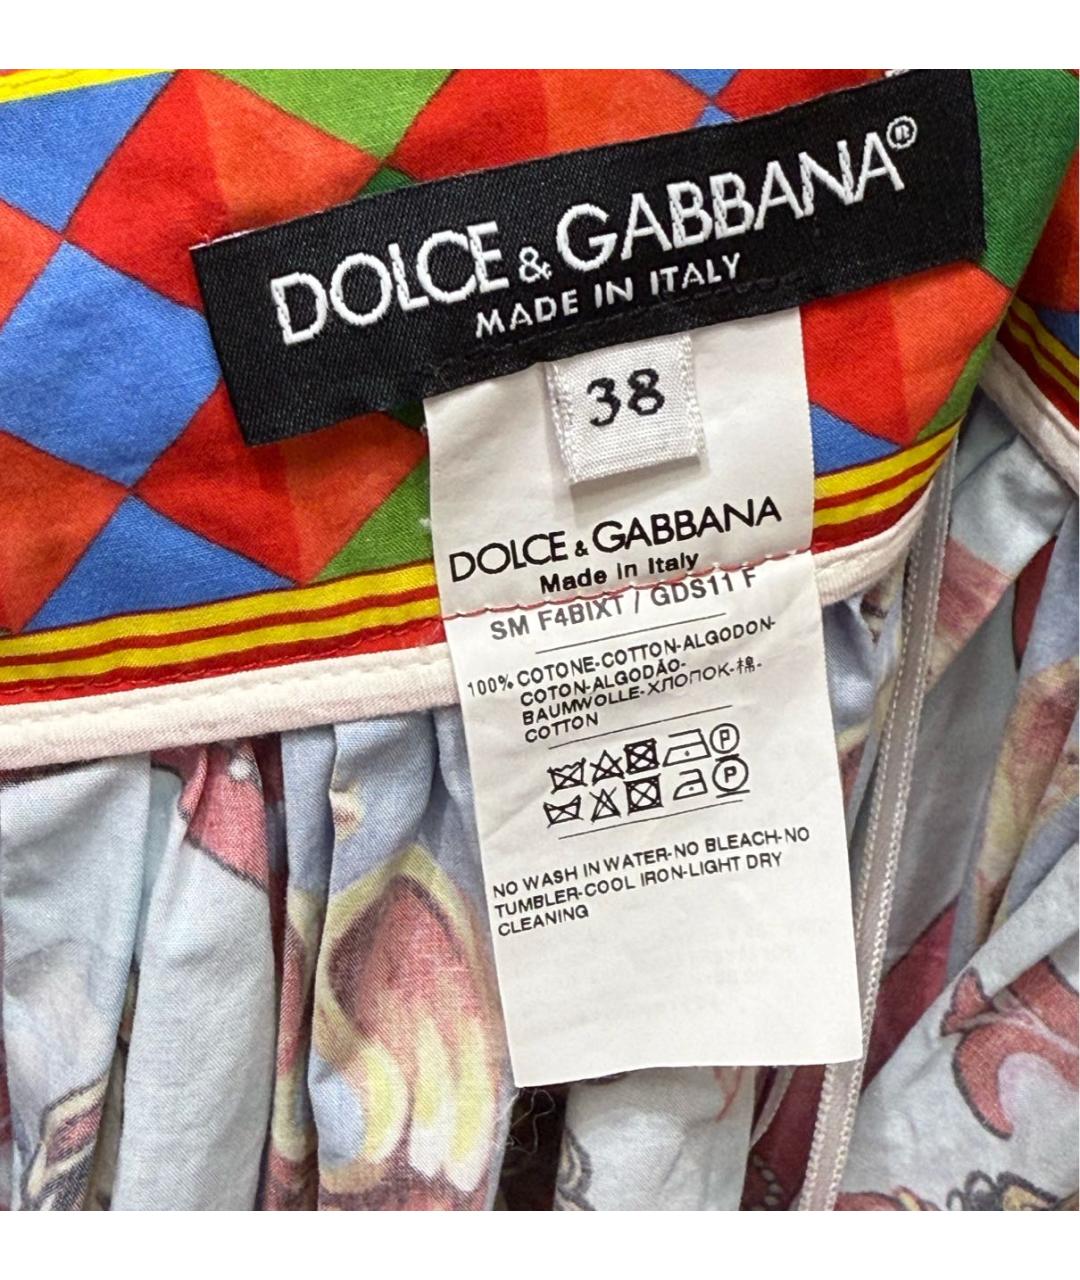 DOLCE & GABBANA®
MADE IN ITALY
38
DOLCE & GABBANA
Made in Italy
SM F4BIXT / GDS11 F
100% COTONE-COTTON-ALGODON-
COTON-ALGODÃO-
BAUMWOLLE-ХЛОПОК-棉-
COTTON
P
P
NO WASH IN WATER-NO BLEACH-NO
TUMBLER-COOL IRON-LIGHT DRY
CLEANING